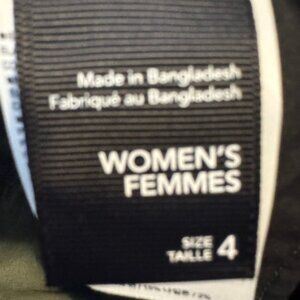 Made in Bangladesh
Fabriqué au Bangladesh
WOMEN'S
FEMMES
SIZE
TAILLE 4